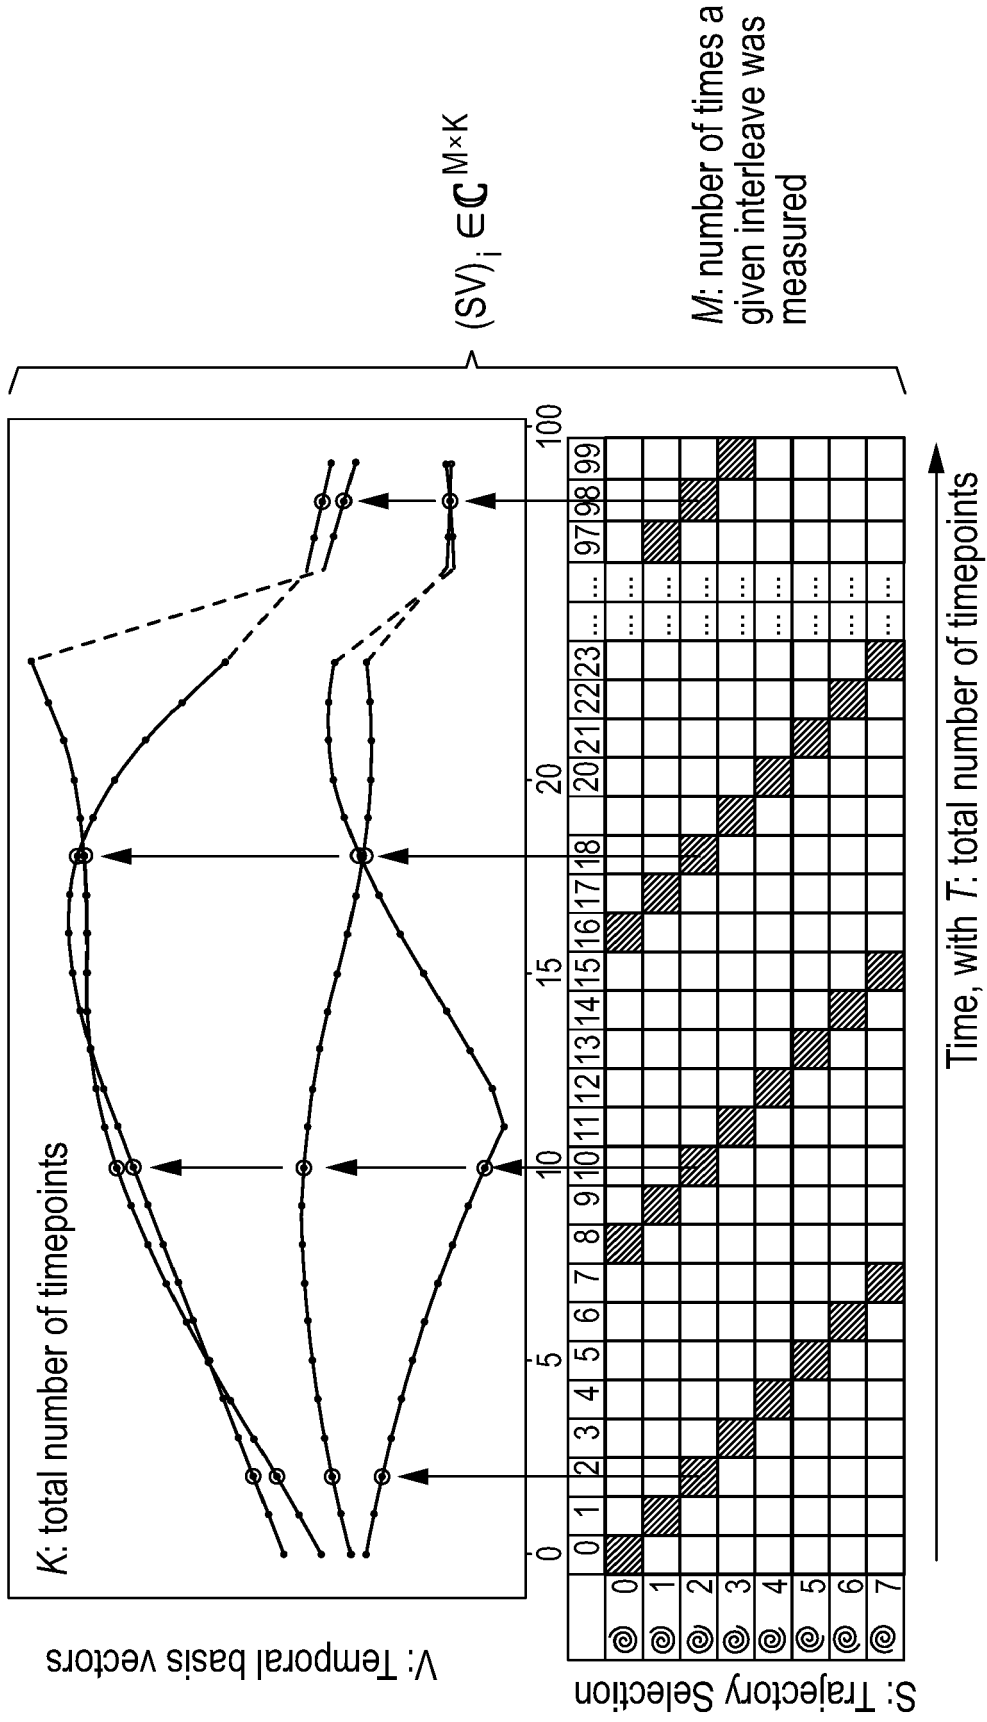 K: total number of timepoints
V: Temporal basis vectors
0 5 10 15 20 100
(SV)i ∈ ℂ M×K
M: number of times a
given interleave was
measured
0 1 2 3 4 5 6 7 8 9 10 11 12 13 14 15 16 17 18 20 21 22 23 ... ... 97 98 99
0 ... ...
1 ... ...
2 ... ...
3 ... ...
4 ... ...
5 ... ...
6 ... ...
7 ... ...
S: Trajectory Selection
Time, with T: total number of timepoints